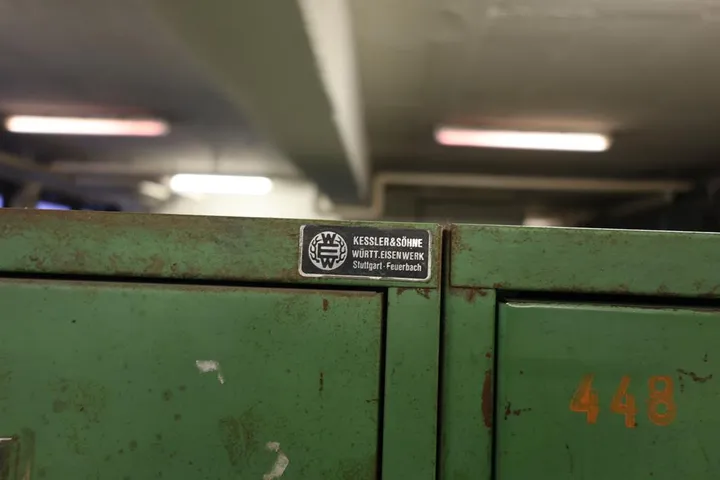 KESSLER&SÖHNE
WÜRTT.EISENWERK
Stuttgart-Feuerbach
448